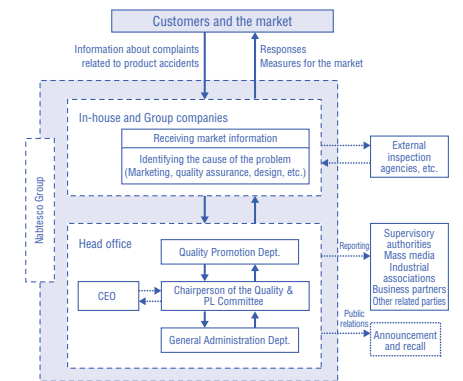 Customers and the market
Information about complaints
related to product accidents
Responses
Measures for the market
Nabtesco Group
In-house and Group companies
Receiving market information
Identifying the cause of the problem
(Marketing, quality assurance, design, etc.)
External
inspection
agencies, etc.
Head office
Quality Promotion Dept.
CEO
Chairperson of the Quality &
PL Committee
General Administration Dept.
Reporting
Supervisory
authorities
Mass media
Industrial
associations
Business partners
Other related parties
Public
relations
Announcement
and recall